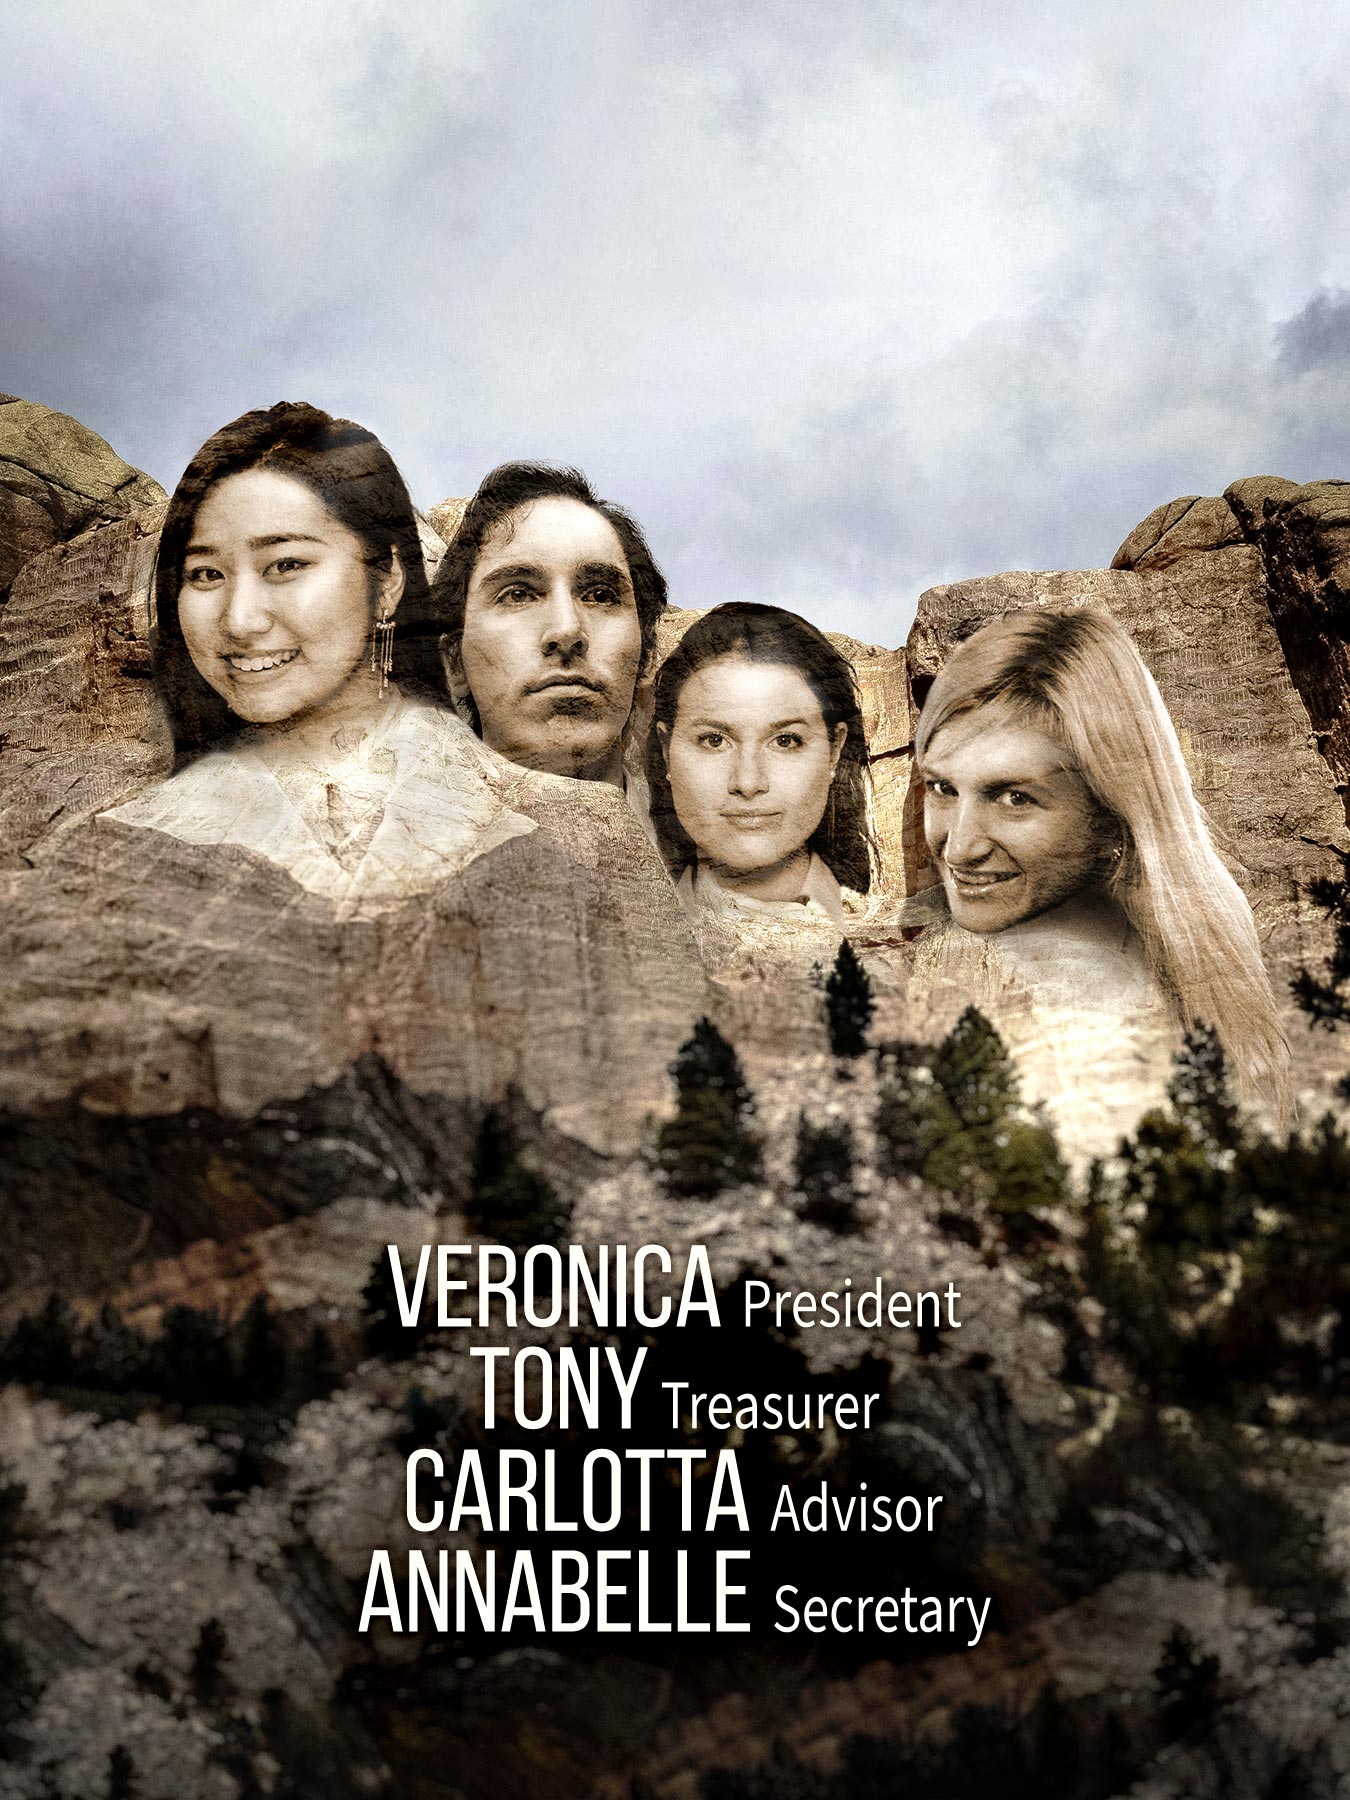 VERONICA President
TONY Treasurer
CARLOTTA Advisor
ANNABELLE Secretary